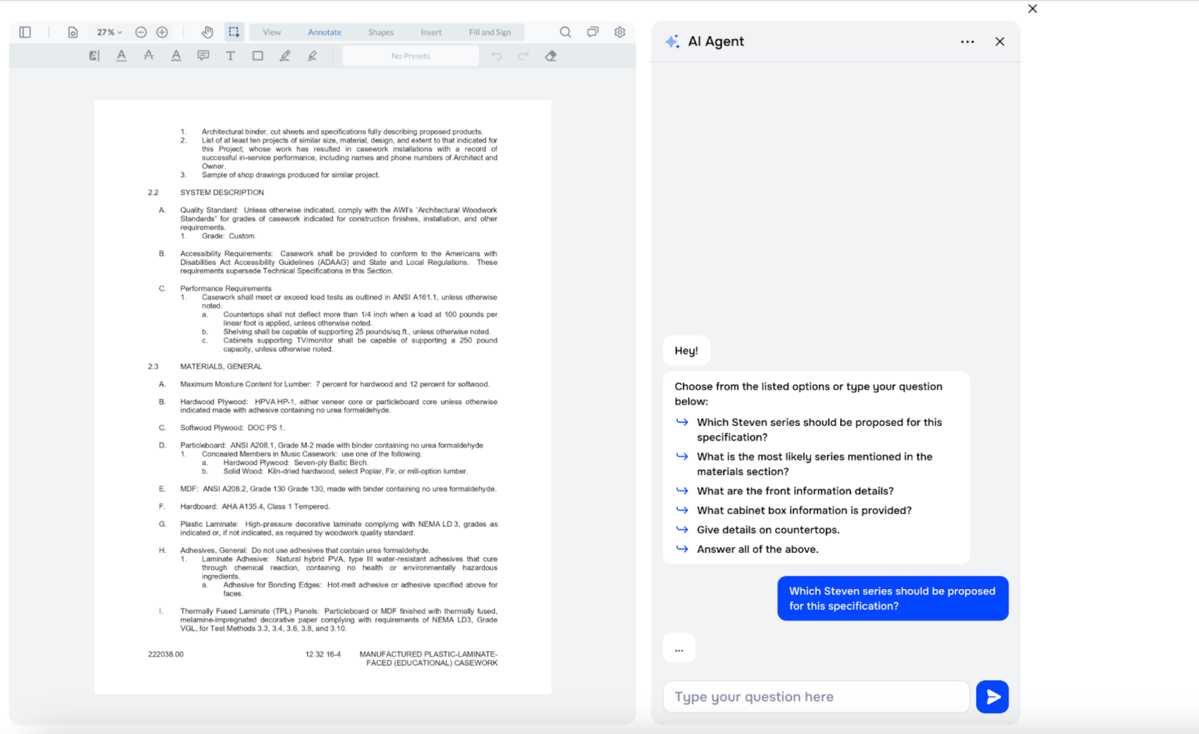 27%
View
Annotate
Shapes
Insert
Fill and Sign
No Presets
1. Architectural binder, cut sheets and specifications fully describing proposed products.
2. List of at least ten projects of similar size, material, design, and extent to that indicated for
this Project; whose work has resulted in casework installations with a record of
successful in-service performance, including names and phone numbers of Architect and
Owner.
3. Sample of shop drawings produced for similar project.
2.2 SYSTEM DESCRIPTION
A. Quality Standard: Unless otherwise indicated, comply with the AWI's "Architectural Woodwork
Standards" for grades of casework indicated for construction finishes, installation, and other
requirements.
1. Grade: Custom.
B. Accessibility Requirements: Casework shall be provided to conform to the Americans with
Disabilities Act Accessibility Guidelines (ADAAG) and State and Local Regulations. These
requirements supersede Technical Specifications in this Section.
C. Performance Requirements
1. Casework shall meet or exceed load tests as outlined in ANSI A161.1, unless otherwise
noted.
a. Countertops shall not deflect more than 1/4 inch when a load at 100 pounds per
linear foot is applied, unless otherwise noted.
b. Shelving shall be capable of supporting 25 pounds/sq.ft., unless otherwise noted.
c. Cabinets supporting TV/monitor shall be capable of supporting a 250 pound
capacity, unless otherwise noted.
2.3 MATERIALS, GENERAL
A. Maximum Moisture Content for Lumber: 7 percent for hardwood and 12 percent for softwood.
B. Hardwood Plywood: HPVA HP-1, either veneer core or particleboard core unless otherwise
indicated made with adhesive containing no urea formaldehyde.
C. Softwood Plywood: DOC PS 1.
D. Particleboard: ANSI A208.1, Grade M-2 made with binder containing no urea formaldehyde
1. Concealed Members in Music Casework: use one of the following.
a. Hardwood Plywood: Seven-ply Baltic Birch.
b. Solid Wood: Kiln-dried hardwood, select Poplar, Fir, or mill-option lumber.
E. MDF: ANSI A208.2, Grade 130 Grade 130, made with binder containing no urea formaldehyde.
F. Hardboard: AHA A135.4, Class 1 Tempered.
G. Plastic Laminate: High-pressure decorative laminate complying with NEMA LD 3, grades as
indicated or, if not indicated, as required by woodwork quality standard.
H. Adhesives, General: Do not use adhesives that contain urea formaldehyde.
1. Laminate Adhesive: Natural hybrid PVA, type III water-resistant adhesives that cure
through chemical reaction, containing no health or environmentally hazardous
ingredients.
a. Adhesive for Bonding Edges: Hot-melt adhesive or adhesive specified above for
faces.
I. Thermally Fused Laminate (TPL) Panels: Particleboard or MDF finished with thermally fused,
melamine-impregnated decorative paper complying with requirements of NEMA LD3, Grade
VGL, for Test Methods 3.3, 3.4, 3.6, 3.8, and 3.10.
222038.00 12 32 16-4 MANUFACTURED PLASTIC-LAMINATE-
FACED (EDUCATIONAL) CASEWORK
AI Agent
Hey!
Choose from the listed options or type your question
below:
Which Steven series should be proposed for this
specification?
What is the most likely series mentioned in the
materials section?
What are the front information details?
What cabinet box information is provided?
Give details on countertops.
Answer all of the above.
Which Steven series should be proposed
for this specification?
...
Type your question here